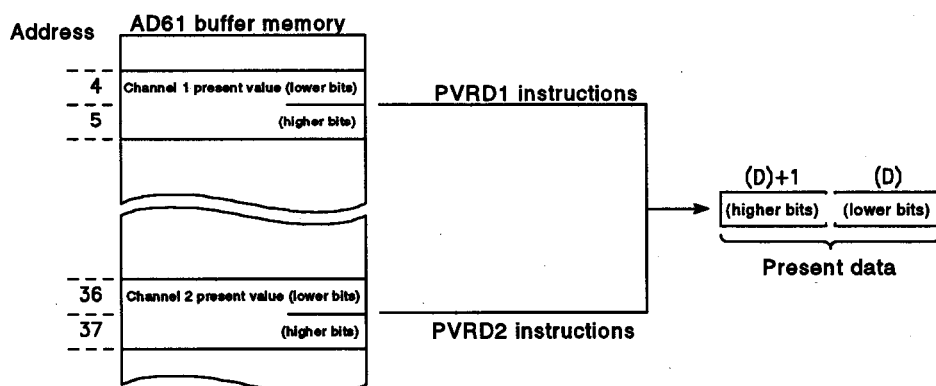 AD61 buffer memory
Address
4
Channel 1 present value (lower bits)
PVRD1 instructions
5
(higher bits)
(D)+1
(D)
(higher bits)
(lower bits)
Present data
36
Channel 2 present value (lower bits)
37
(higher bits)
PVRD2 instructions